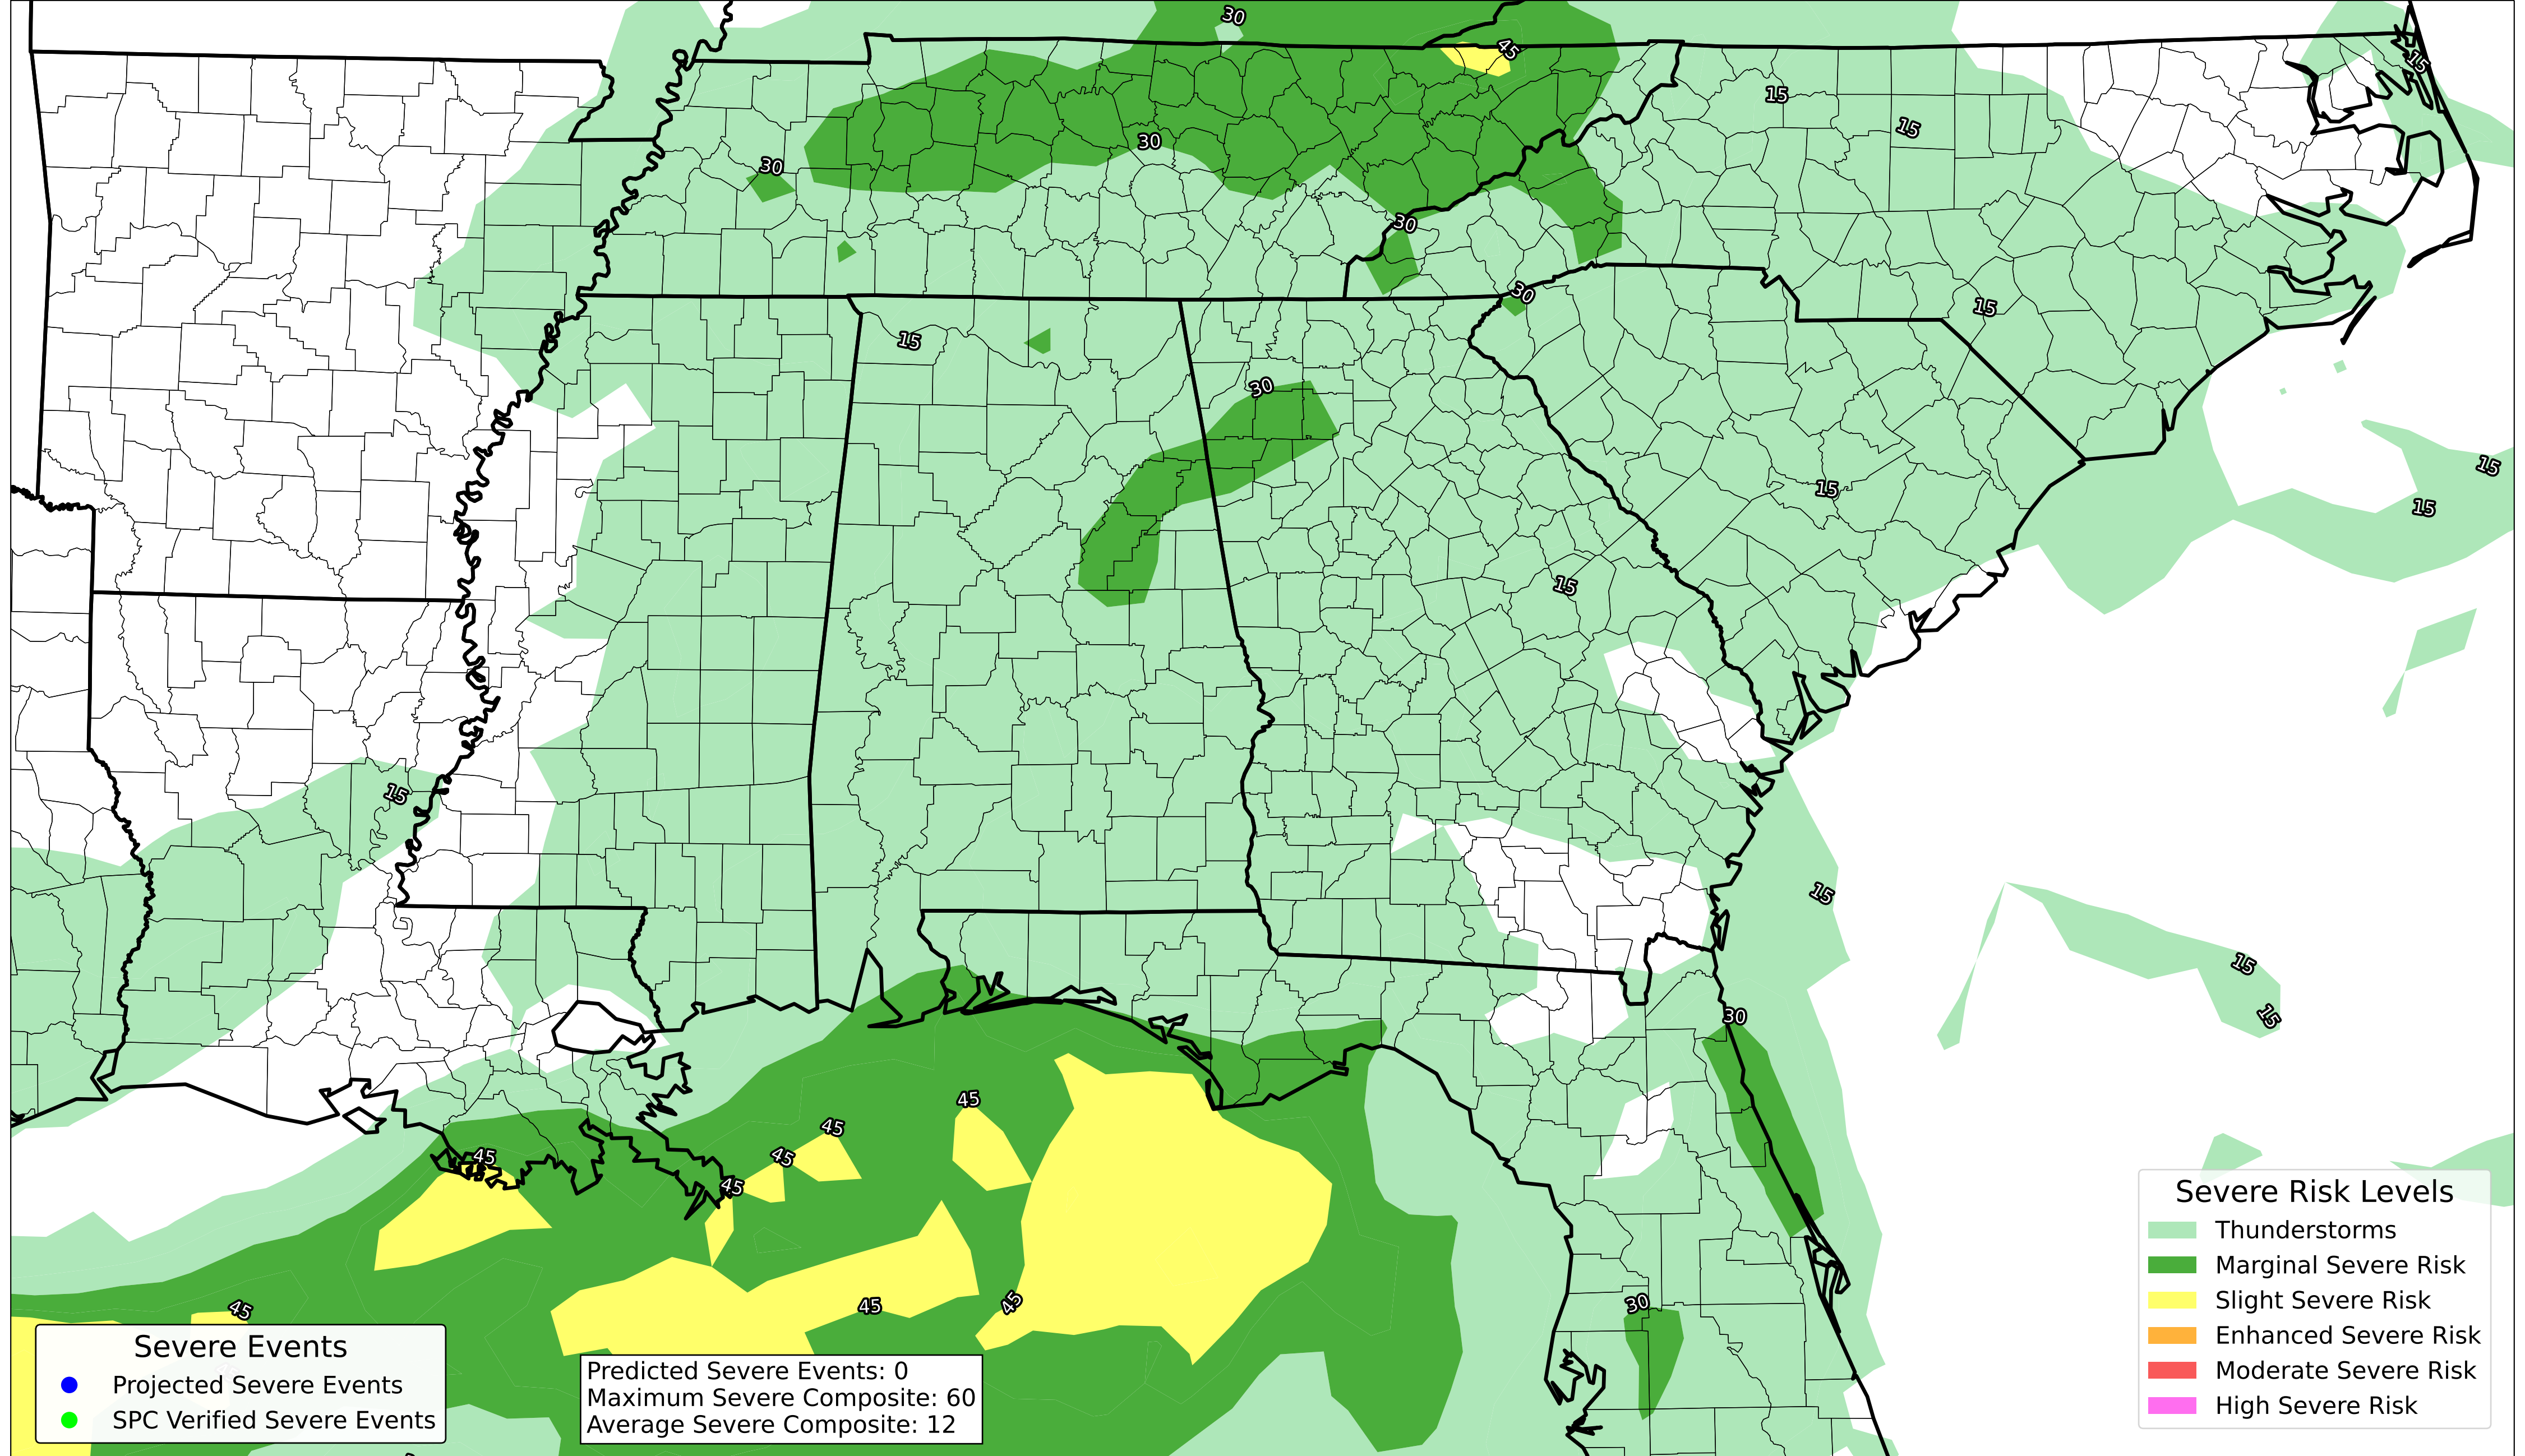 30
45
15
15
15
30
30
30
30
15
15
30
15
15
15
15
15
15
15
15
15
30
45
45
45
45
45
30
45
45
45
Severe Risk Levels
Thunderstorms
Marginal Severe Risk
Slight Severe Risk
Enhanced Severe Risk
Moderate Severe Risk
High Severe Risk
Severe Events
Projected Severe Events
SPC Verified Severe Events
Predicted Severe Events: 0
Maximum Severe Composite: 60
Average Severe Composite: 12